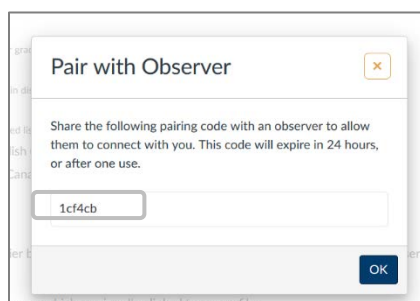 Pair with Observer
×
Share the following pairing code with an observer to allow
them to connect with you. This code will expire in 24 hours,
or after one use.
1cf4cb
OK